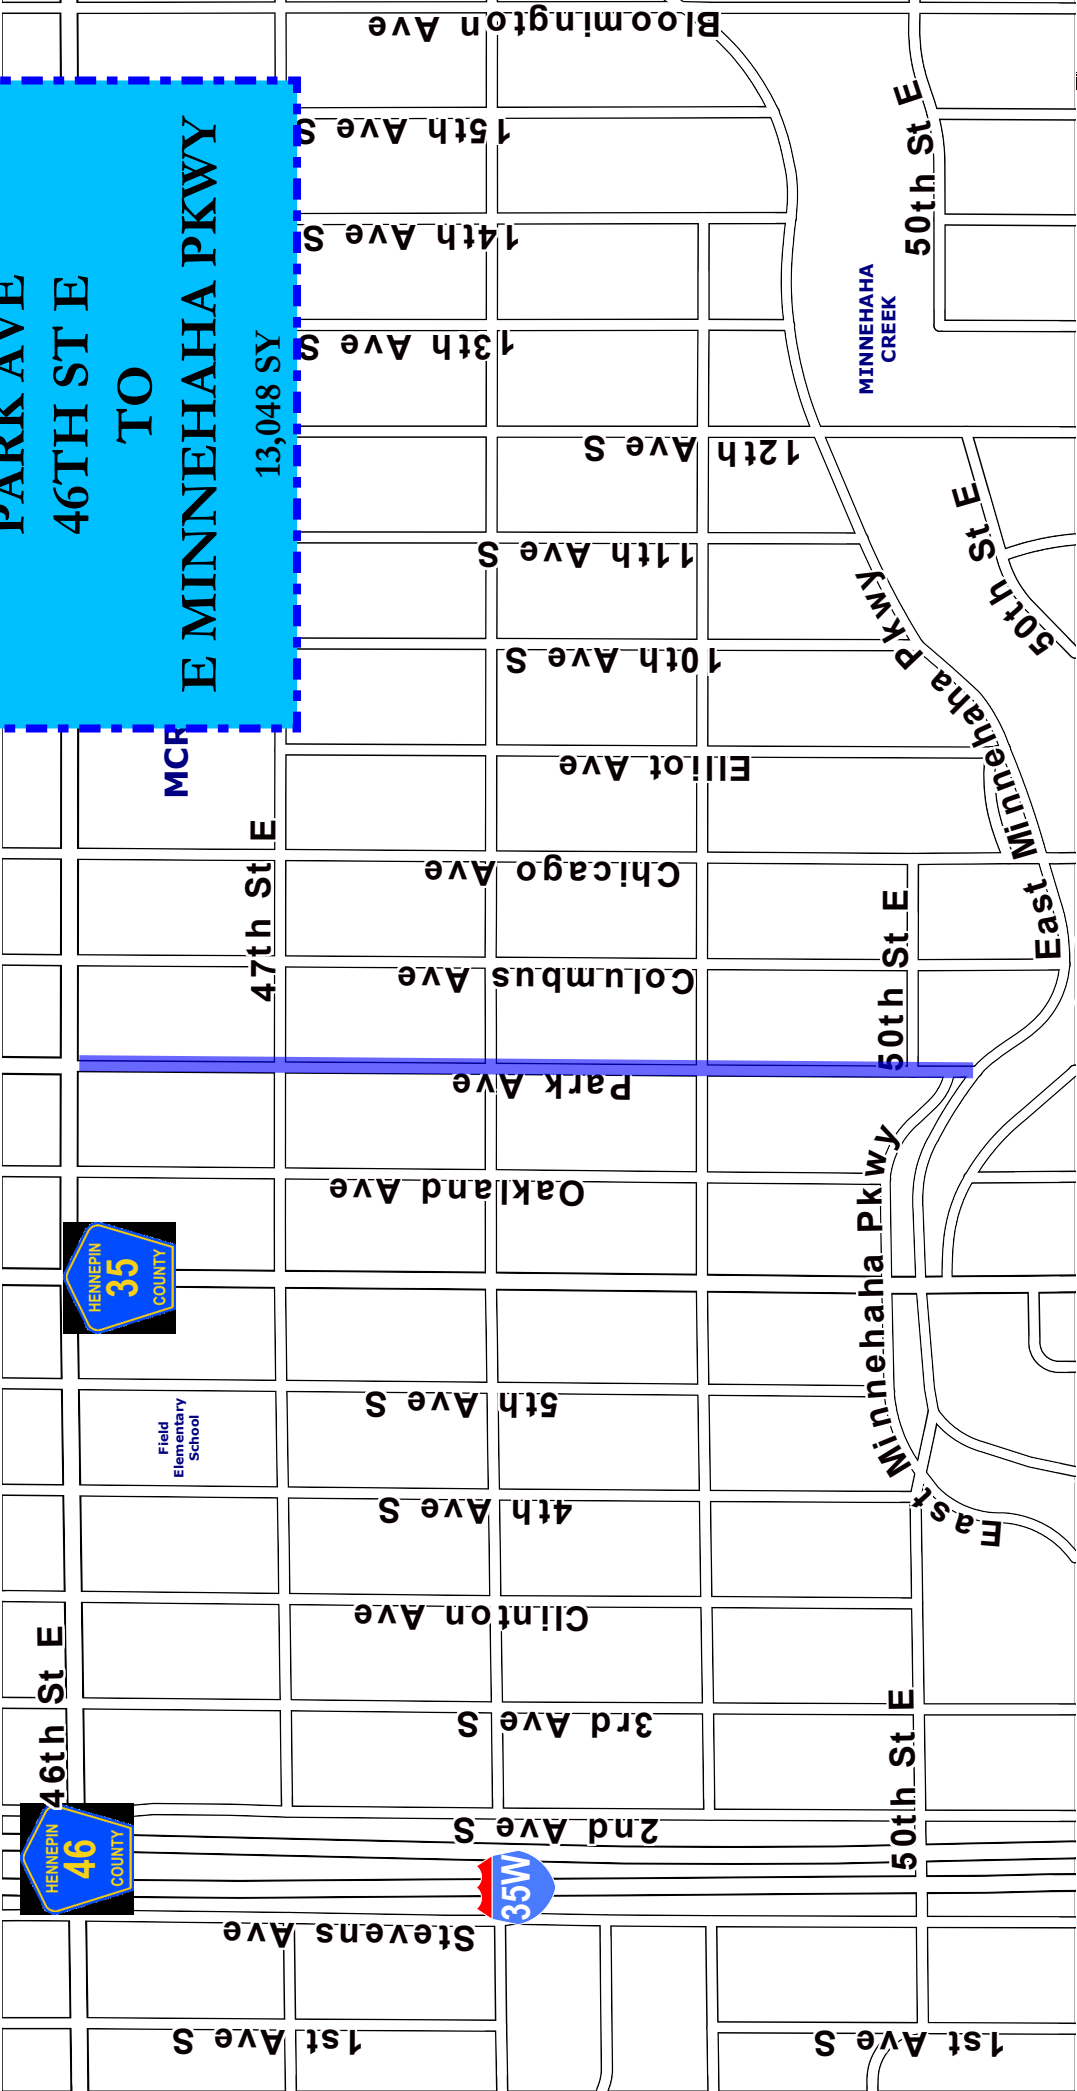 PARK AVE
46TH ST E
TO
E MINNEHAHA PKWY
13,048 SY
Bloomington Ave
15th Ave S
14th Ave S
13th Ave S
12th Ave S
11th Ave S
10th Ave S
Elliot Ave
Chicago Ave
Columbus Ave
Park Ave
Oakland Ave
5th Ave S
4th Ave S
Clinton Ave
3rd Ave S
2nd Ave S
Stevens Ave
1st Ave S
1st Ave S
50th St E
50th St E
50th St E
50th St E
47th St E
46th St E
MINNEHAHA
CREEK
East Minnehaha Pkwy
East Minnehaha Pkwy
MCR
HENNEPIN
35
COUNTY
Field
Elementary
School
HENNEPIN
46
COUNTY
35W